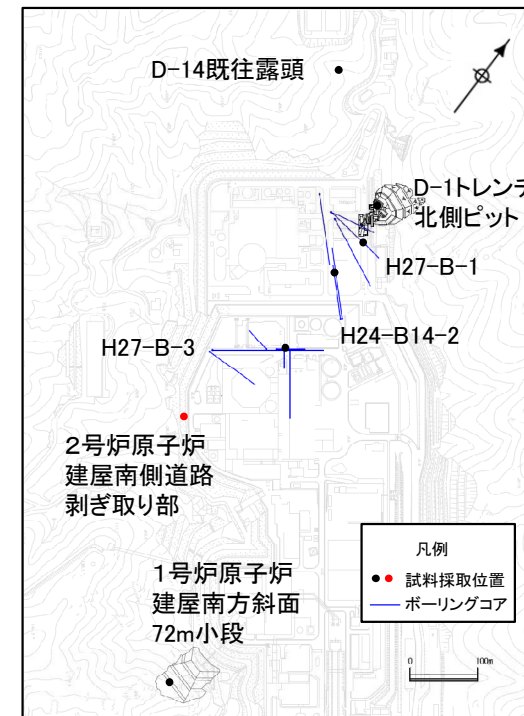 D-14既往露頭
D-1トレンチ
北側ピット
H27-B-1
H24-B14-2
H27-B-3
2号炉原子炉
建屋南側道路
剥ぎ取り部
1号炉原子炉
建屋南方斜面
72m小段
凡例
試料採取位置
ボーリングコア
0 100m